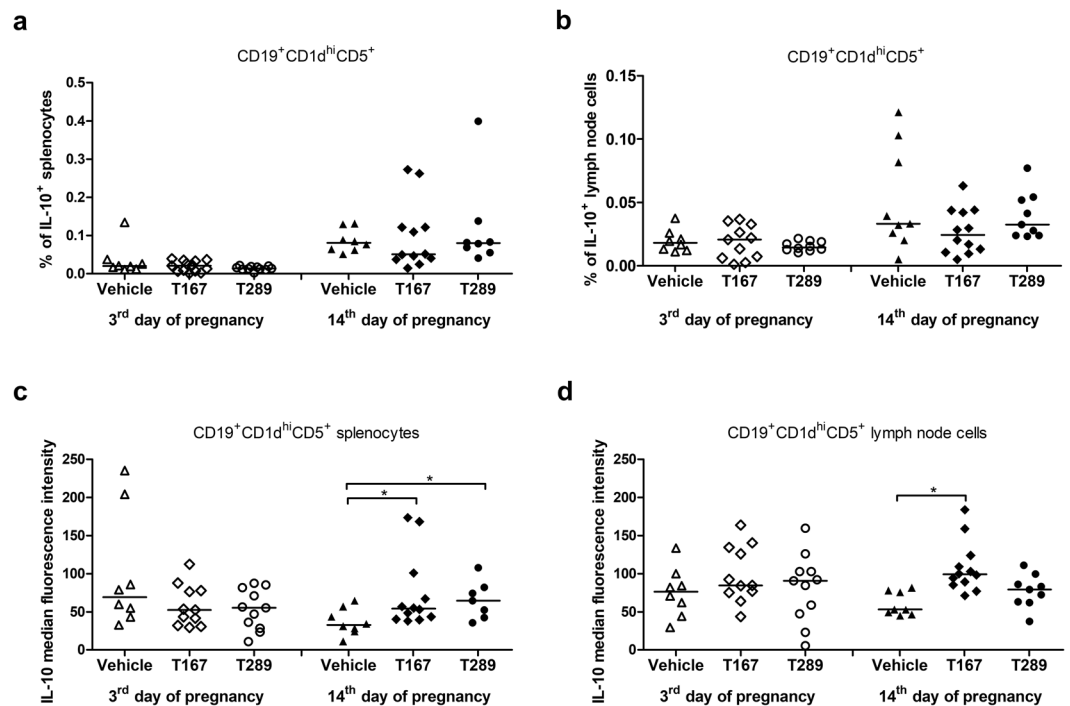 a
CD19⁺CD1dʰⁱCD5⁺
% of IL-10⁺ splenocytes
0.5
0.4
0.3
0.2
0.1
0.0
Vehicle T167 T289 Vehicle T167 T289
3ʳᵈ day of pregnancy 14ᵗʰ day of pregnancy
b
CD19⁺CD1dʰⁱCD5⁺
% of IL-10⁺ lymph node cells
0.15
0.10
0.05
0.00
Vehicle T167 T289 Vehicle T167 T289
3ʳᵈ day of pregnancy 14ᵗʰ day of pregnancy
c
CD19⁺CD1dʰⁱCD5⁺ splenocytes
IL-10 median fluorescence intensity
250
200
150
100
50
0
*
*
Vehicle T167 T289 Vehicle T167 T289
3ʳᵈ day of pregnancy 14ᵗʰ day of pregnancy
d
CD19⁺CD1dʰⁱCD5⁺ lymph node cells
IL-10 median fluorescence intensity
250
200
150
100
50
0
*
Vehicle T167 T289 Vehicle T167 T289
3ʳᵈ day of pregnancy 14ᵗʰ day of pregnancy